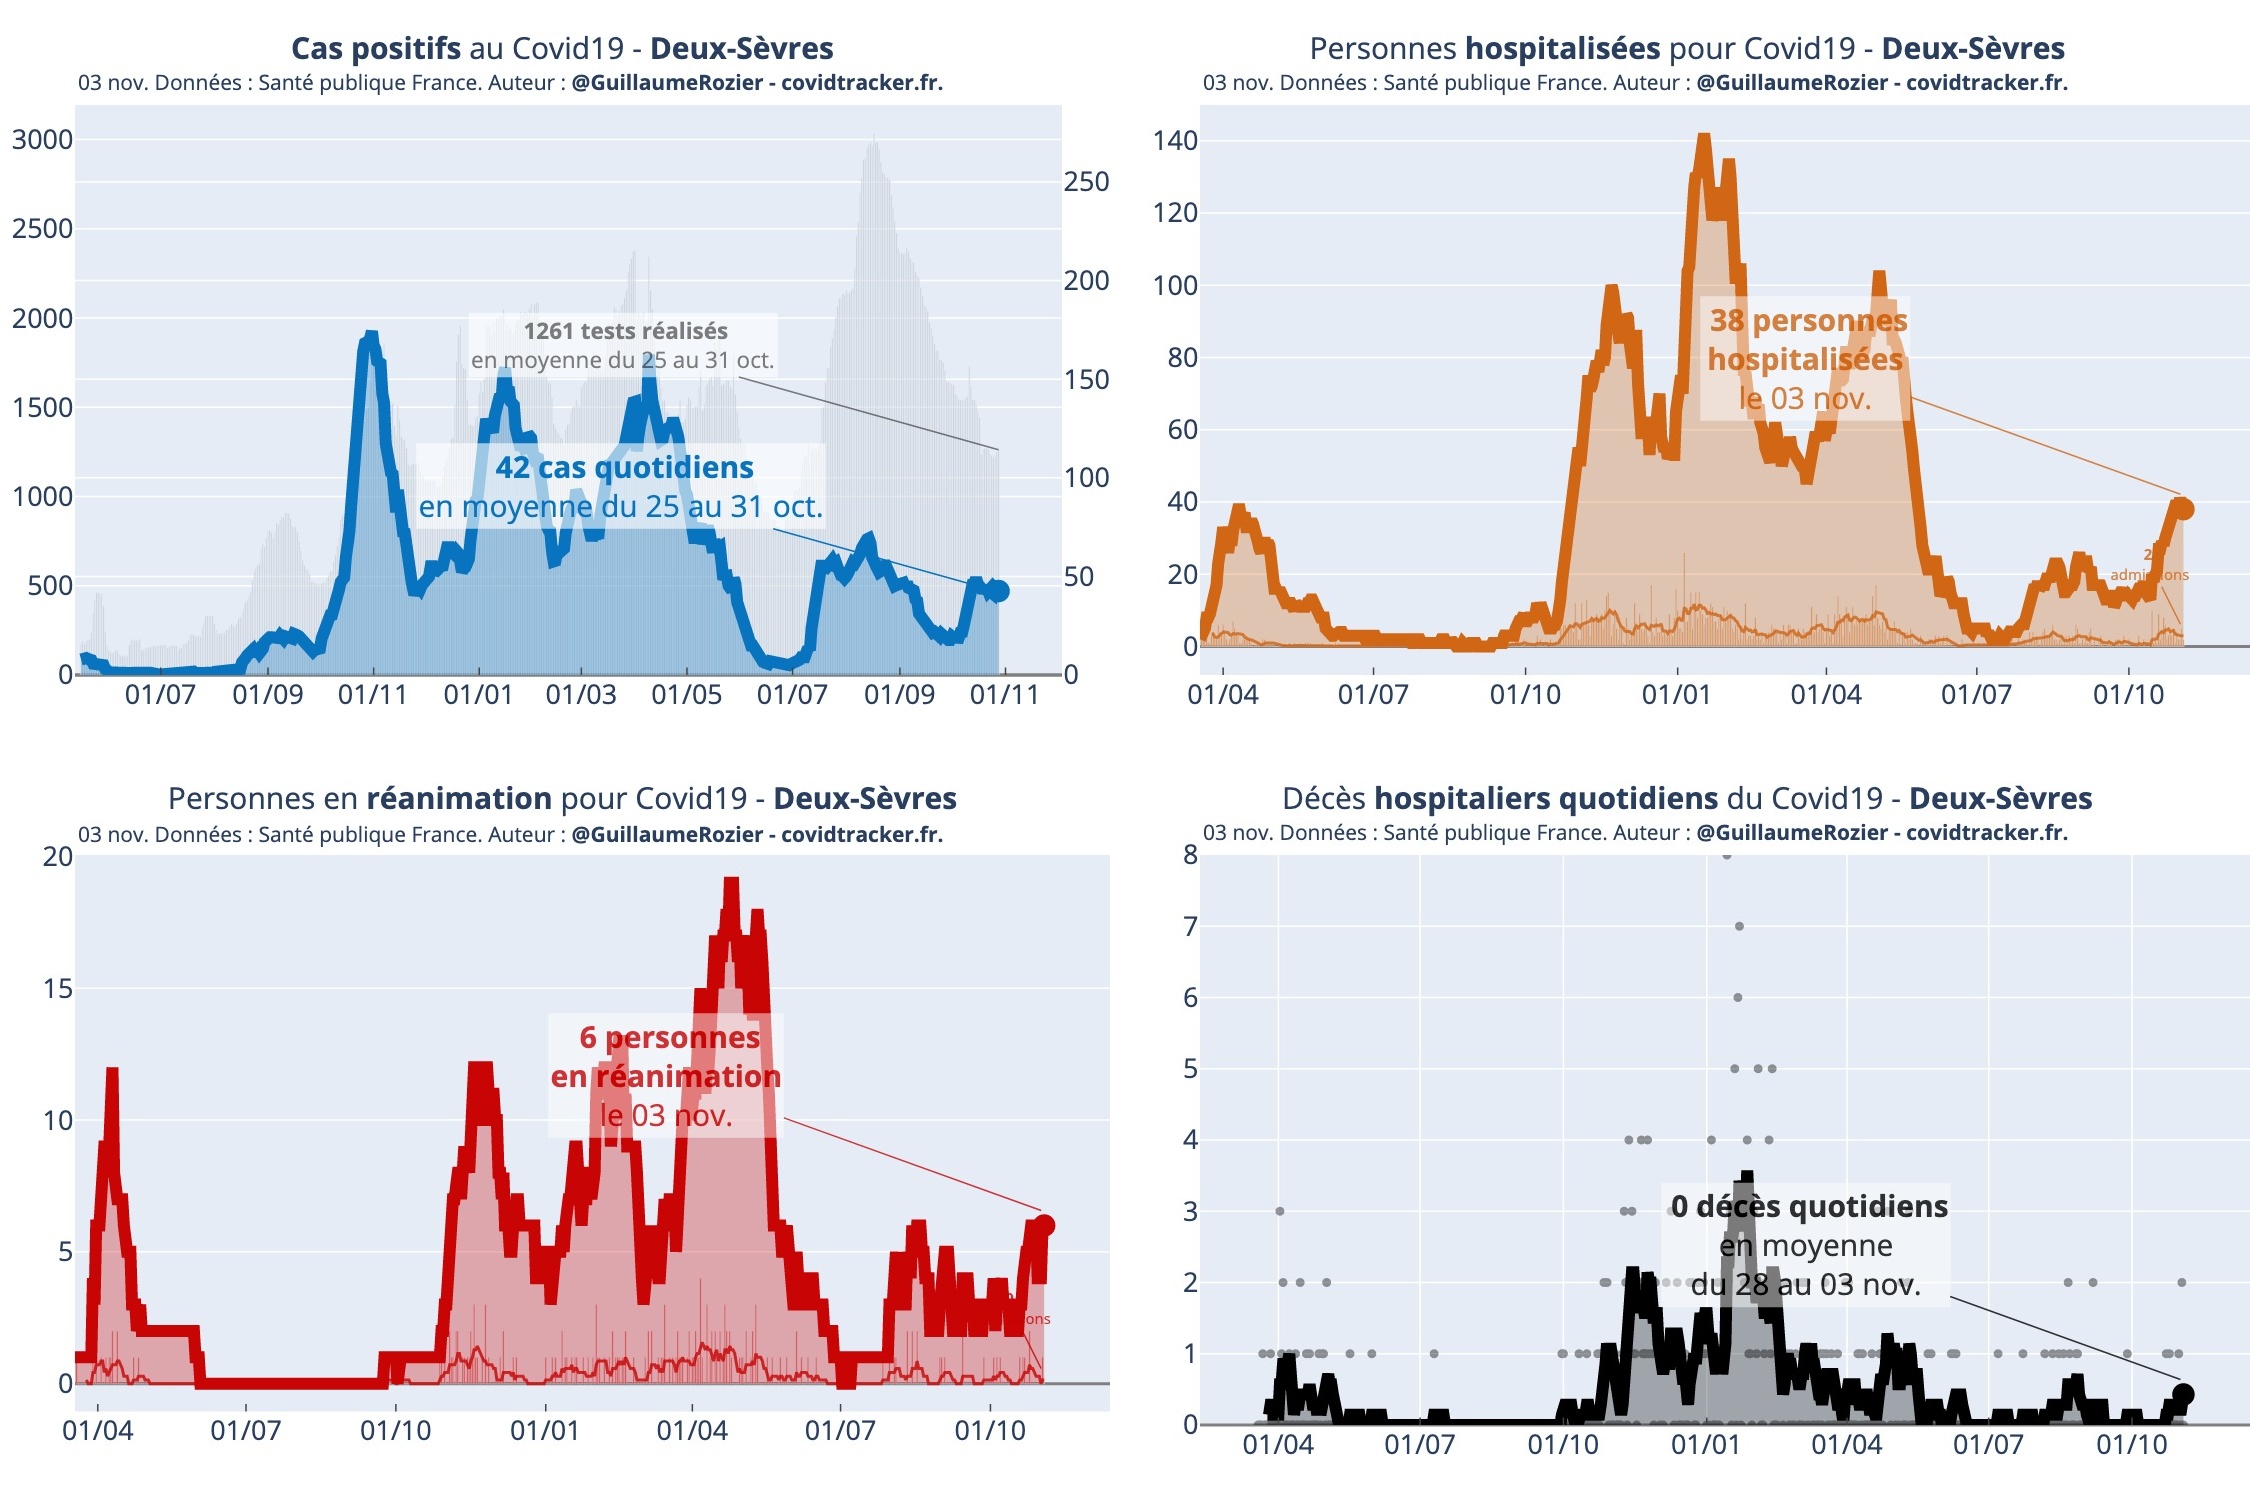 Cas positifs au Covid19 - Deux-Sèvres
03 nov. Données : Santé publique France. Auteur : @GuillaumeRozier - covidtracker.fr.
3000
2500
2000
1500
1000
500
0
250
200
150
100
50
0
1261 tests réalisés
en moyenne du 25 au 31 oct.
42 cas quotidiens
en moyenne du 25 au 31 oct.
01/07 01/09 01/11 01/01 01/03 01/05 01/07 01/09 01/11
Personnes hospitalisées pour Covid19 - Deux-Sèvres
03 nov. Données : Santé publique France. Auteur : @GuillaumeRozier - covidtracker.fr.
140
120
100
80
60
40
20
0
38 personnes
hospitalisées
le 03 nov.
admissions
01/04 01/07 01/10 01/01 01/04 01/07 01/10
Personnes en réanimation pour Covid19 - Deux-Sèvres
03 nov. Données : Santé publique France. Auteur : @GuillaumeRozier - covidtracker.fr.
20
15
10
5
0
6 personnes
en réanimation
le 03 nov.
01/04 01/07 01/10 01/01 01/04 01/07 01/10
Décès hospitaliers quotidiens du Covid19 - Deux-Sèvres
03 nov. Données : Santé publique France. Auteur : @GuillaumeRozier - covidtracker.fr.
8
7
6
5
4
3
2
1
0
0 décès quotidiens
en moyenne
du 28 au 03 nov.
01/04 01/07 01/10 01/01 01/04 01/07 01/10